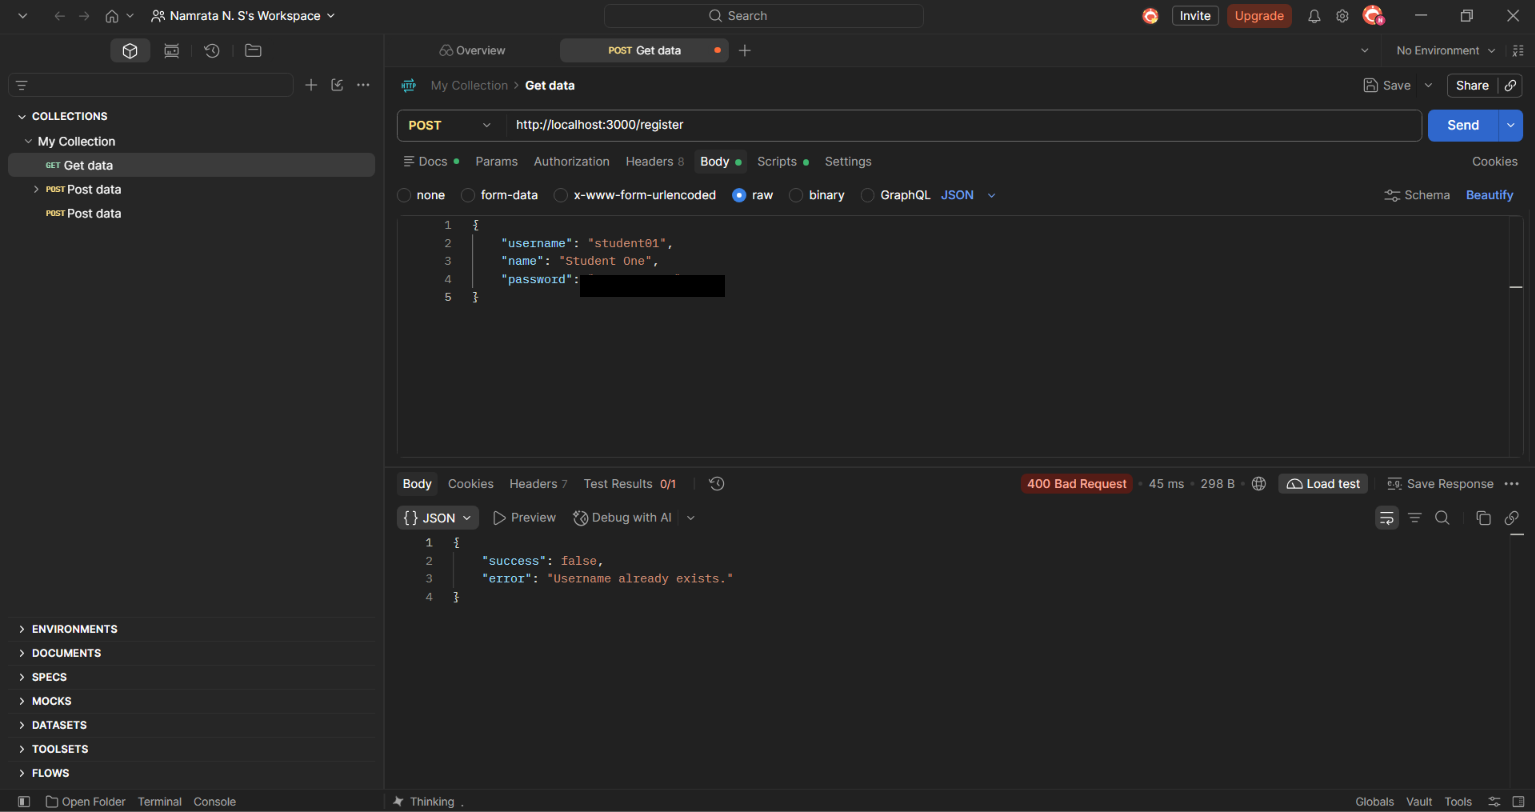 Namrata N. S's Workspace
Search
Invite
Upgrade
Overview
POST Get data
No Environment
My Collection > Get data
Save
Share
COLLECTIONS
My Collection
GET Get data
POST Post data
POST Post data
POST
http://localhost:3000/register
Send
Docs
Params
Authorization
Headers 8
Body
Scripts
Settings
Cookies
none
form-data
x-www-form-urlencoded
raw
binary
GraphQL
JSON
Schema
Beautify
1 {
2 "username": "student01",
3 "name": "Student One",
4 "password":
5 }
Body
Cookies
Headers 7
Test Results 0/1
400 Bad Request
45 ms
298 B
Load test
Save Response
{ } JSON
Preview
Debug with AI
1 {
2 "success": false,
3 "error": "Username already exists."
4 }
ENVIRONMENTS
DOCUMENTS
SPECS
MOCKS
DATASETS
TOOLSETS
FLOWS
Open Folder
Terminal
Console
Thinking .
Globals
Vault
Tools